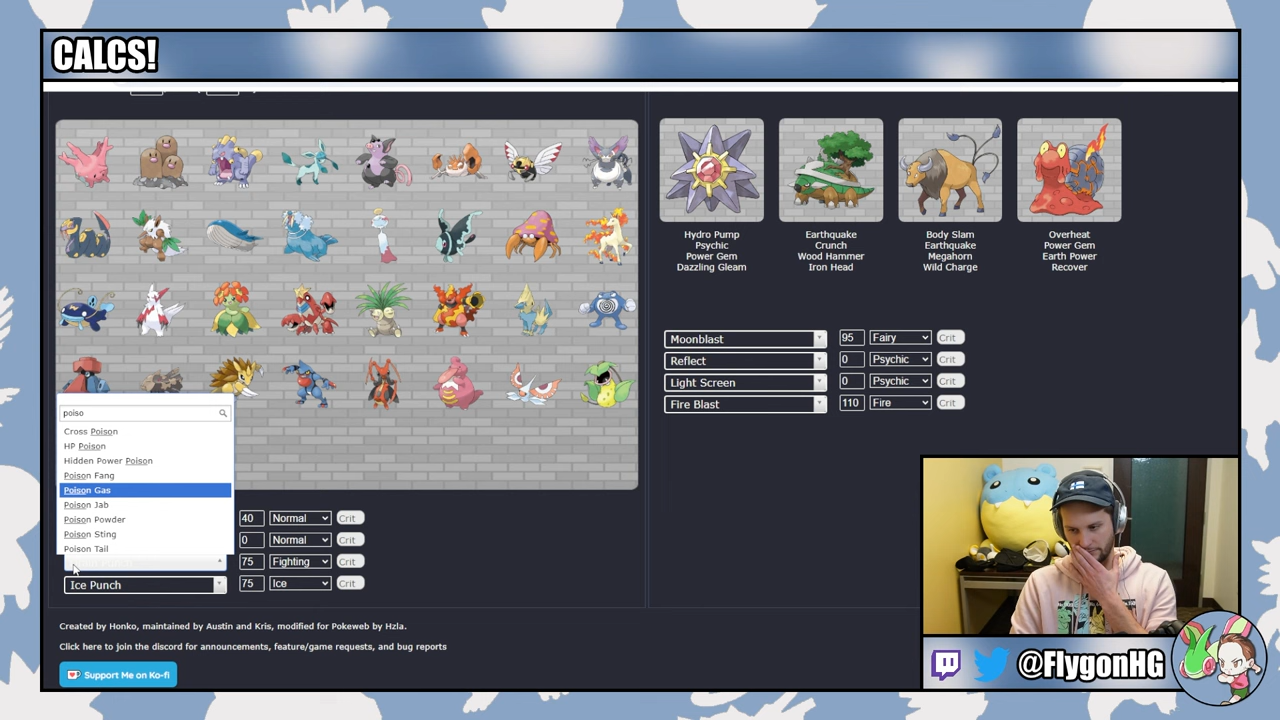 CALCS!
Hydro Pump
Psychic
Power Gem
Dazzling Gleam
Earthquake
Crunch
Wood Hammer
Iron Head
Body Slam
Earthquake
Megahorn
Wild Charge
Overheat
Power Gem
Earth Power
Recover
Moonblast 95 Fairy Crit
Reflect 0 Psychic Crit
Light Screen 0 Psychic Crit
Fire Blast 110 Fire Crit
poiso
Cross Poison
HP Poison
Hidden Power Poison
Poison Fang
Poison Gas
Poison Jab
Poison Powder
Poison Sting
Poison Tail
40 Normal Crit
0 Normal Crit
75 Fighting Crit
Ice Punch 75 Ice Crit
Created by Honko, maintained by Austin and Kris, modified for Pokeweb by Hzla.
Click here to join the discord for announcements, feature/game requests, and bug reports
Support Me on Ko-fi
@FlygonHG